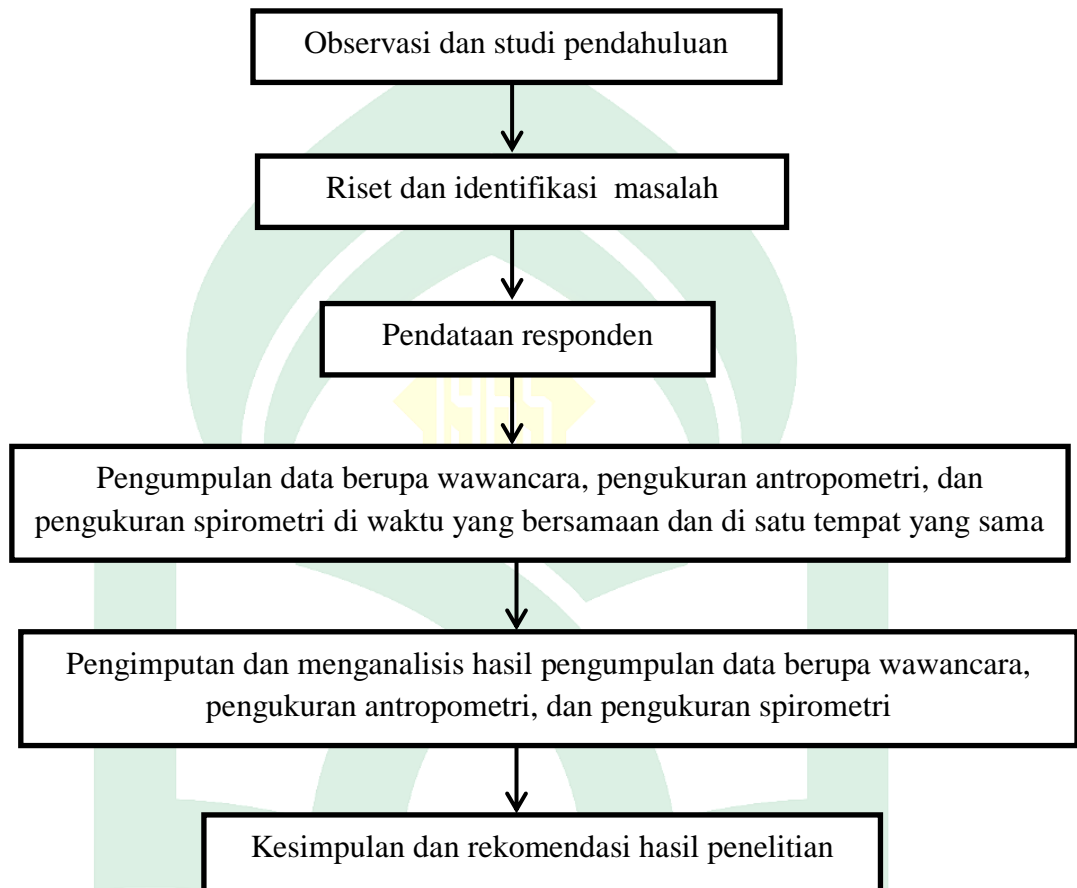 Observasi dan studi pendahuluan
Riset dan identifikasi masalah
Pendataan responden
Pengumpulan data berupa wawancara, pengukuran antropometri, dan
pengukuran spirometri di waktu yang bersamaan dan di satu tempat yang sama
Pengimputan dan menganalisis hasil pengumpulan data berupa wawancara,
pengukuran antropometri, dan pengukuran spirometri
Kesimpulan dan rekomendasi hasil penelitian